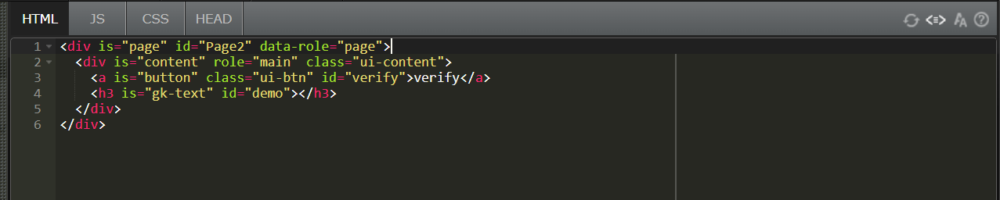 HTML JS CSS HEAD
1 <div is="page" id="Page2" data-role="page">
2 <div is="content" role="main" class="ui-content">
3 <a is="button" class="ui-btn" id="verify">verify</a>
4 <h3 is="gk-text" id="demo"></h3>
5 </div>
6 </div>